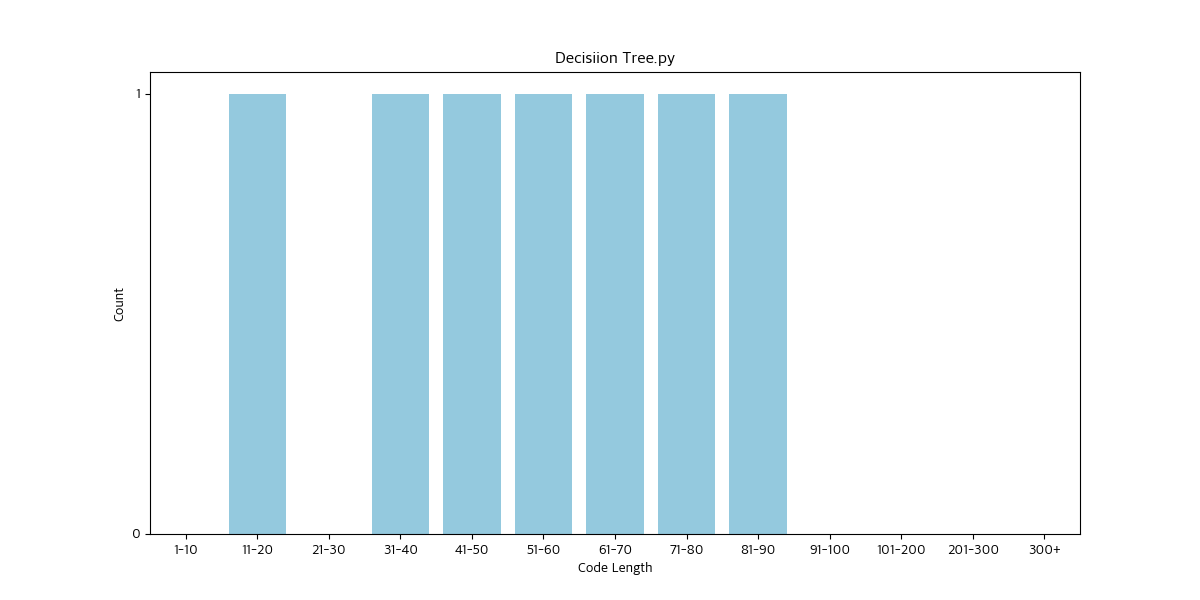 Decisiion Tree.py
1
0
Count
1-10 11-20 21-30 31-40 41-50 51-60 61-70 71-80 81-90 91-100 101-200 201-300 300+
Code Length